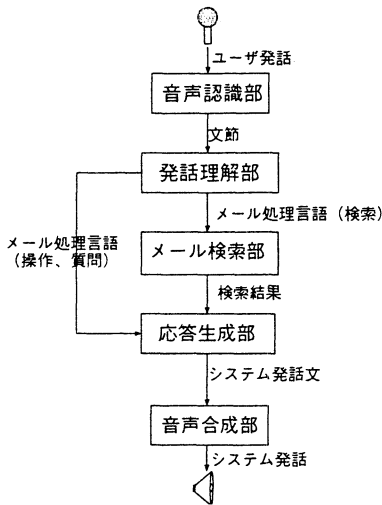 ユーザ発話
音声認識部
文節
発話理解部
メール処理言語（検索）
メール処理言語
（操作、質問）
メール検索部
検索結果
応答生成部
システム発話文
音声合成部
システム発話